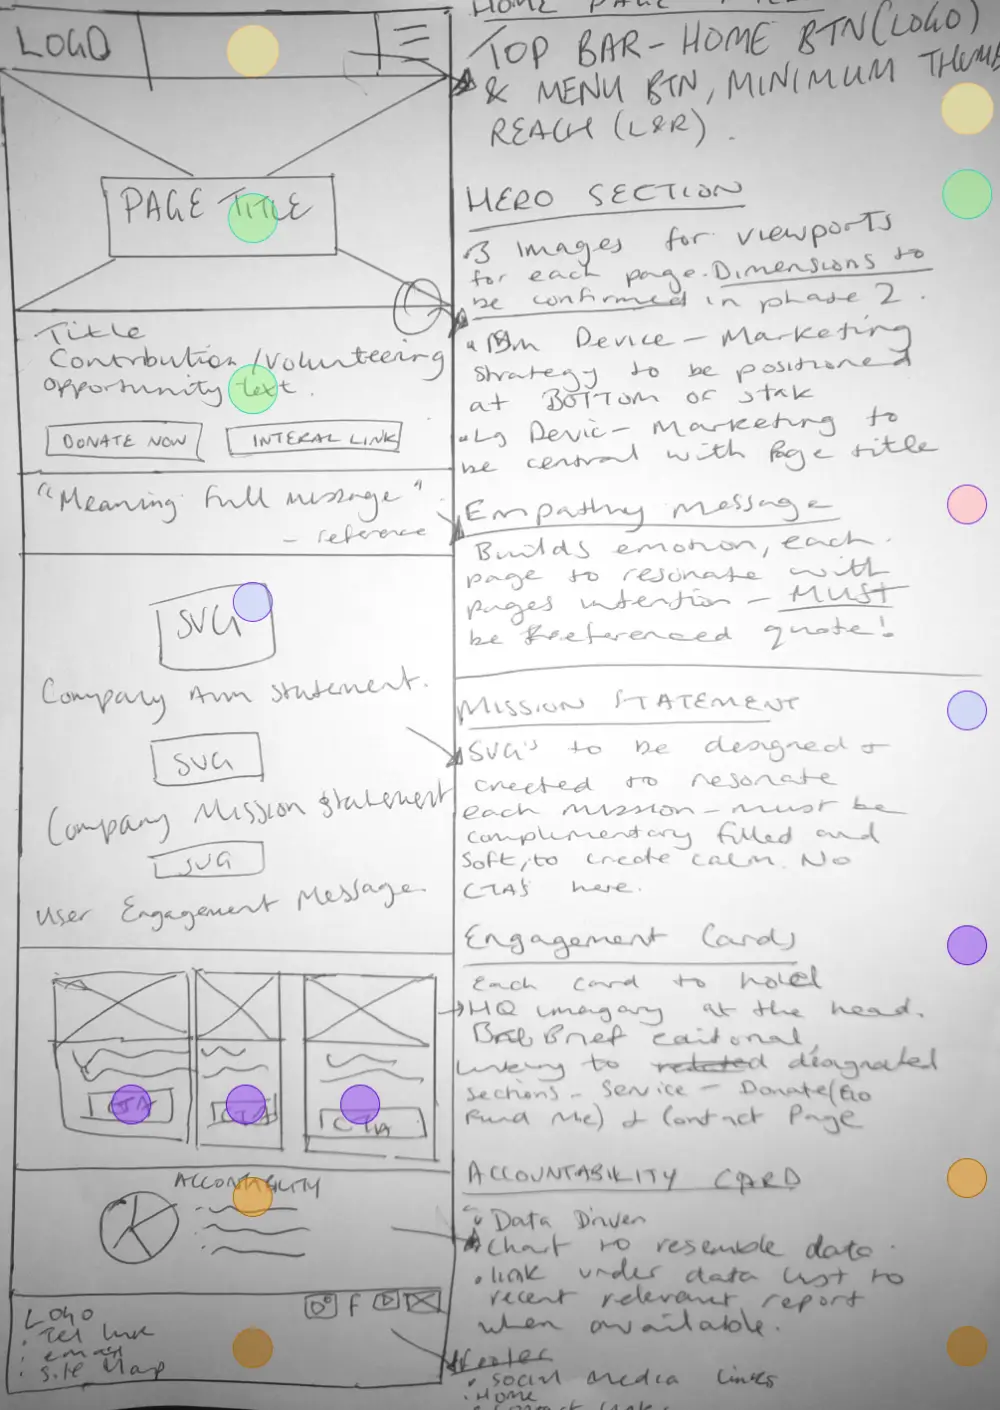 LOGO
PAGE TITLE
Title
Contribution/Volunteering
opportunity text.
DONATE NOW
INTERAL LINK
"Meaning full message"
- reference
SVG
Company Aim statement.
SVG
Company Mission statement
SVG
User Engagement Message.
CTA
CTA
CTA
ACCONTABILITY
LOGO
. Tel link
. email
. Site Map
f
HOME PAGE
TOP BAR - HOME BTN (LOGO)
& MENU BTN, MINIMUM THUMB
REACH (L&R).
HERO SECTION
.3 images for viewports
for each page. Dimensions to
be confirmed in phase 2.
Device - Marketing
strategy to be positioned
at BOTTOM of stak
. Lg Devic - Marketing to
be central with Page title
Empathy message
Builds emotion, each
page to resonate with
pages intention - MUST
be Referenced quote!
MISSION STATEMENT
SVG's to be designed &
creeted to resonate
each mission - must be
complimentary filled and
soft, to create calm. No
CTAS here.
Engagement Cards
Each card to hold
HQ imagary at the head.
Brief editonal,
linking to designated
sections - Service - Donate (Go
Fund Me) & Contact Page
ACCOUNTABILITY CARD
. Data Driven
. Chart to resemble data.
. link under data list to
recent relevant report
when available.
Footer
. Social Media Links
. Home